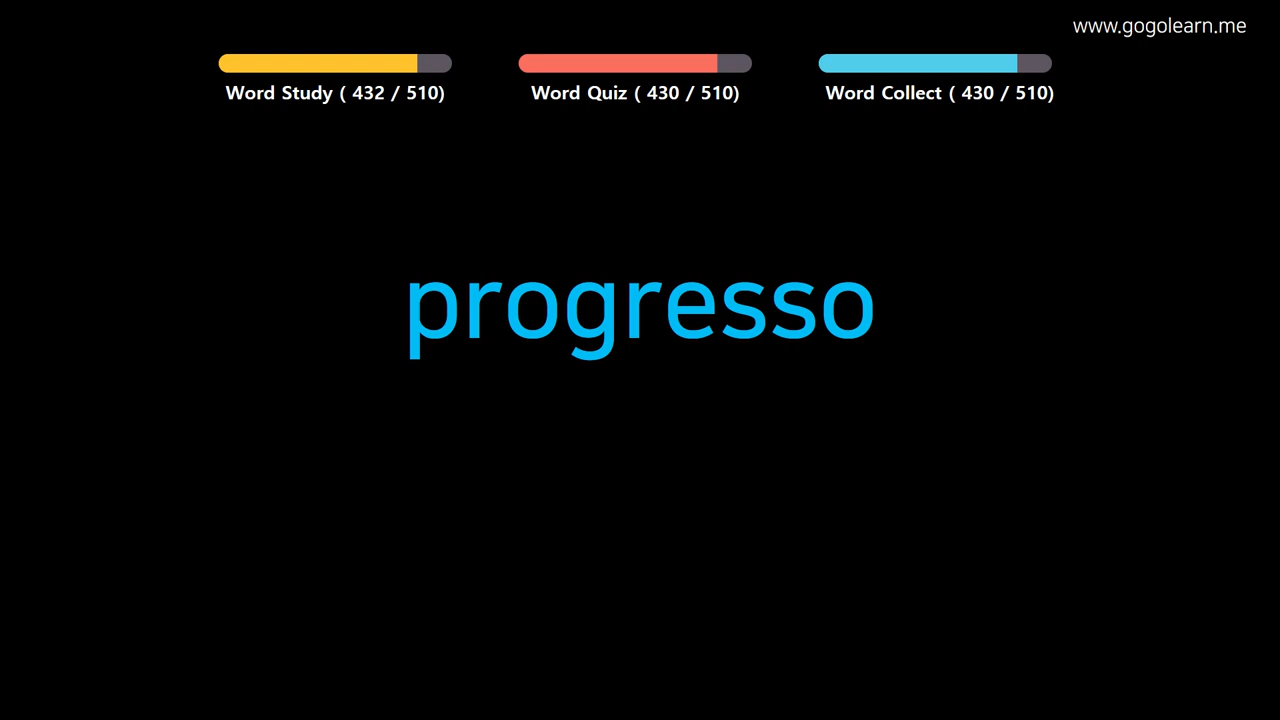 www.gogolearn.me
Word Study ( 432 / 510)
Word Quiz ( 430 / 510)
Word Collect ( 430 / 510)
progresso